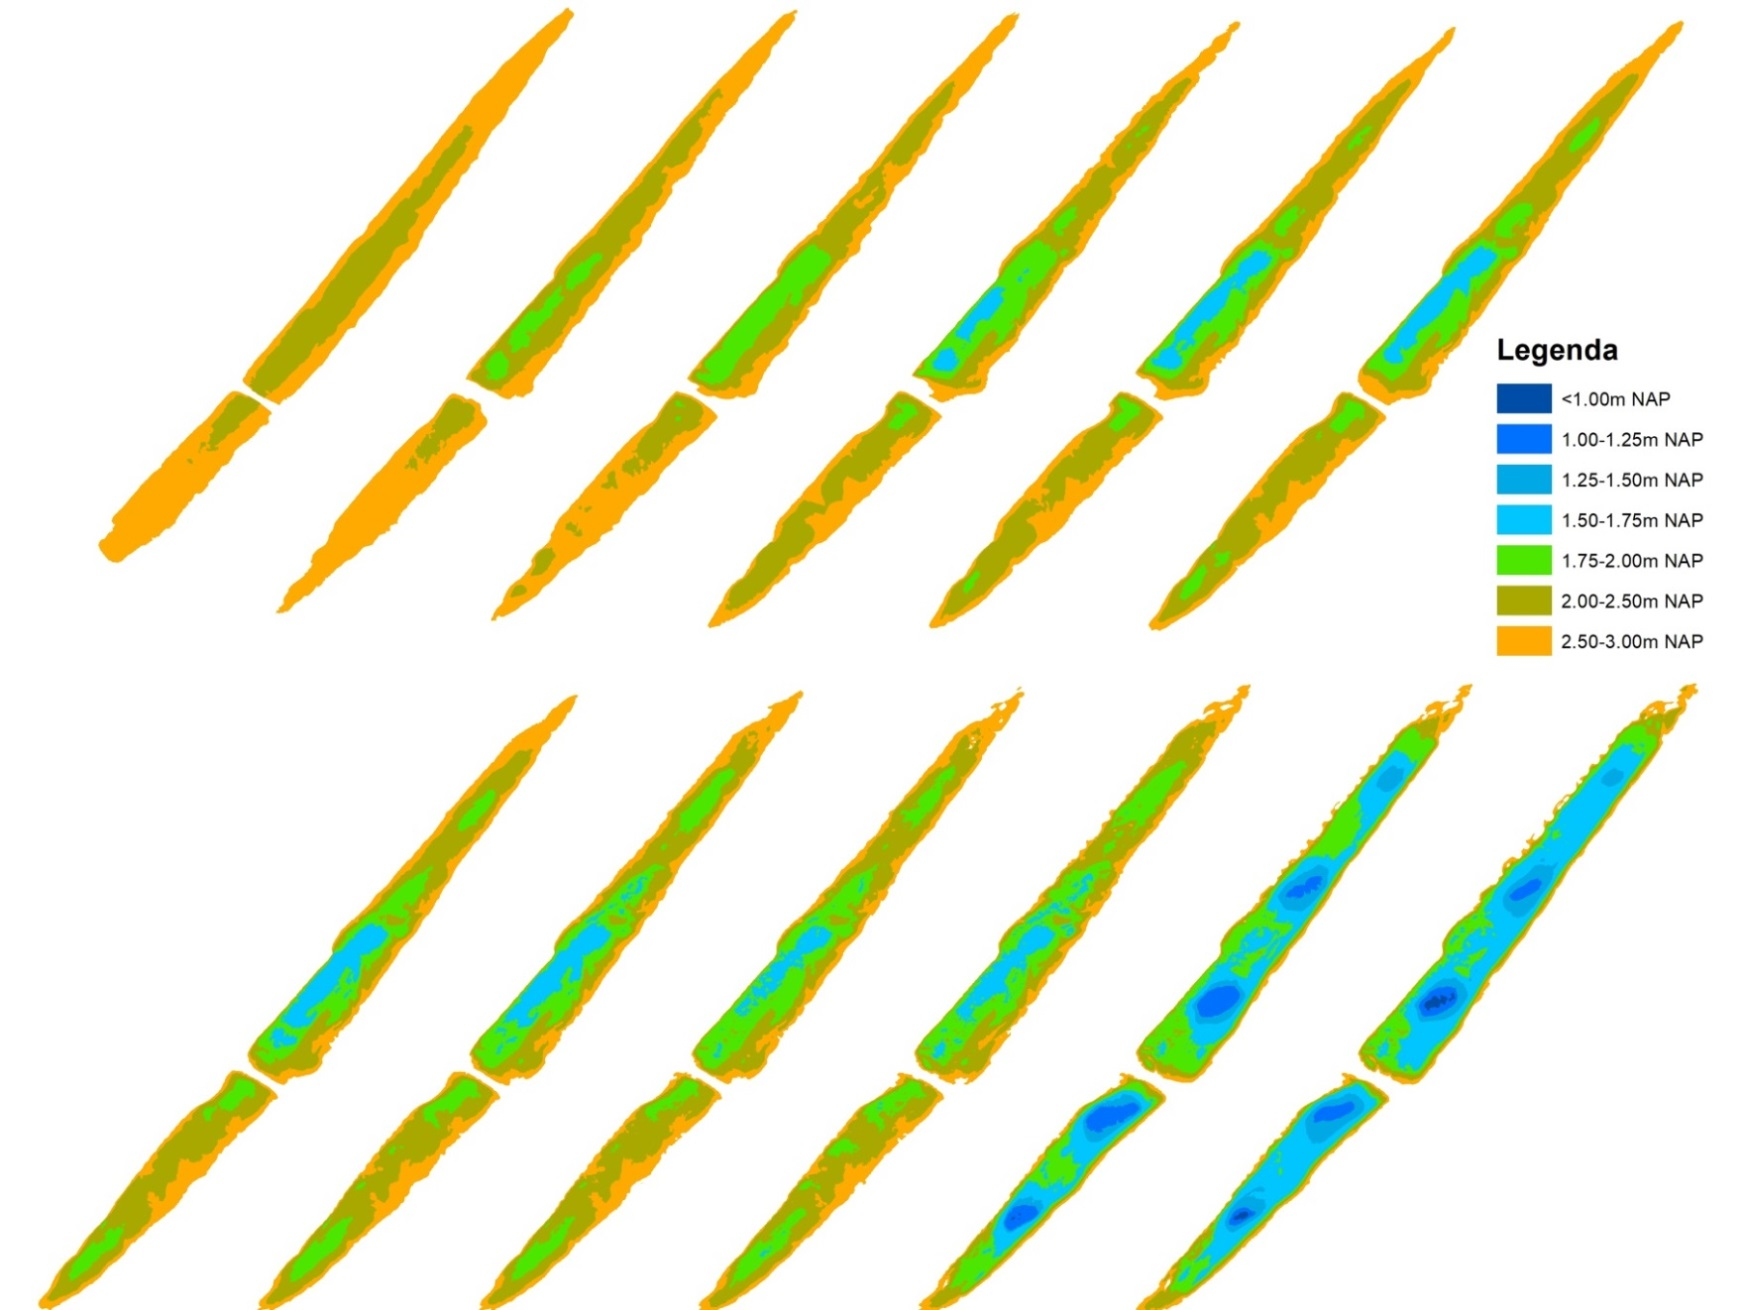 Legenda
<1.00m NAP
1.00-1.25m NAP
1.25-1.50m NAP
1.50-1.75m NAP
1.75-2.00m NAP
2.00-2.50m NAP
2.50-3.00m NAP